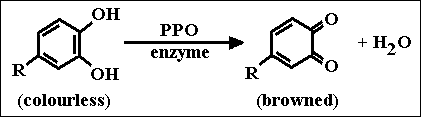 OH
PPO
O
R
OH
enzyme
R
O
+ H₂O
(colourless)
(browned)